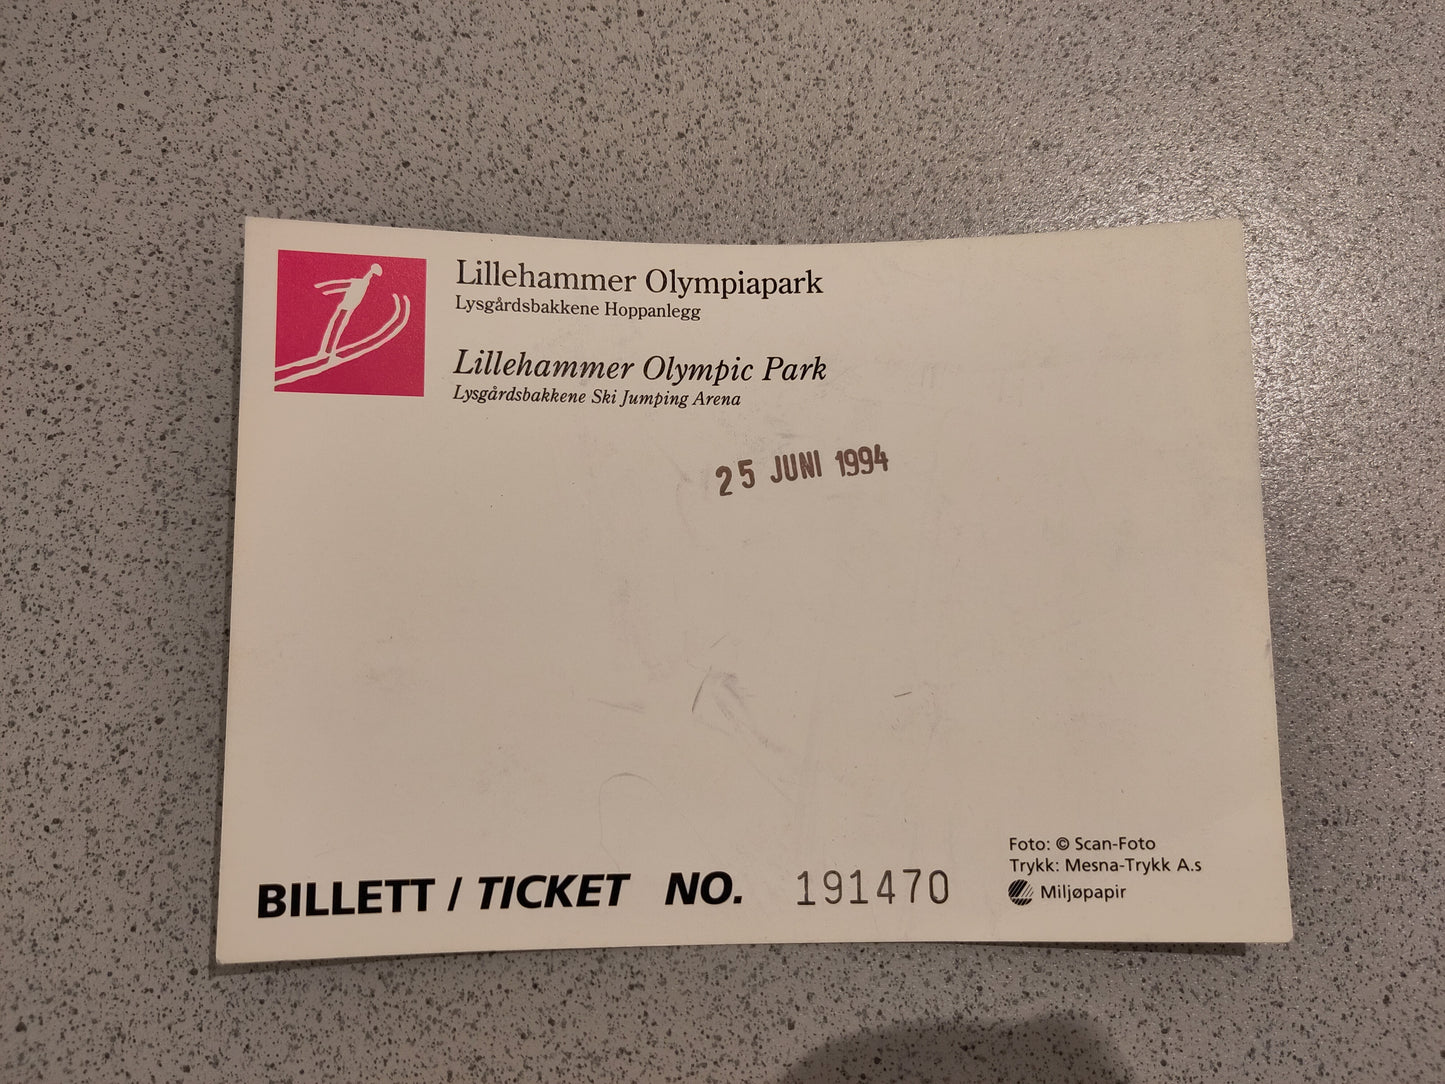 Lillehammer Olympiapark
Lysgårdsbakkene Hoppanlegg
Lillehammer Olympic Park
Lysgårdsbakkene Ski Jumping Arena
25 JUNI 1994
BILLETT / TICKET NO. 191470
Foto: © Scan-Foto
Trykk: Mesna-Trykk A.s
Miljøpapir